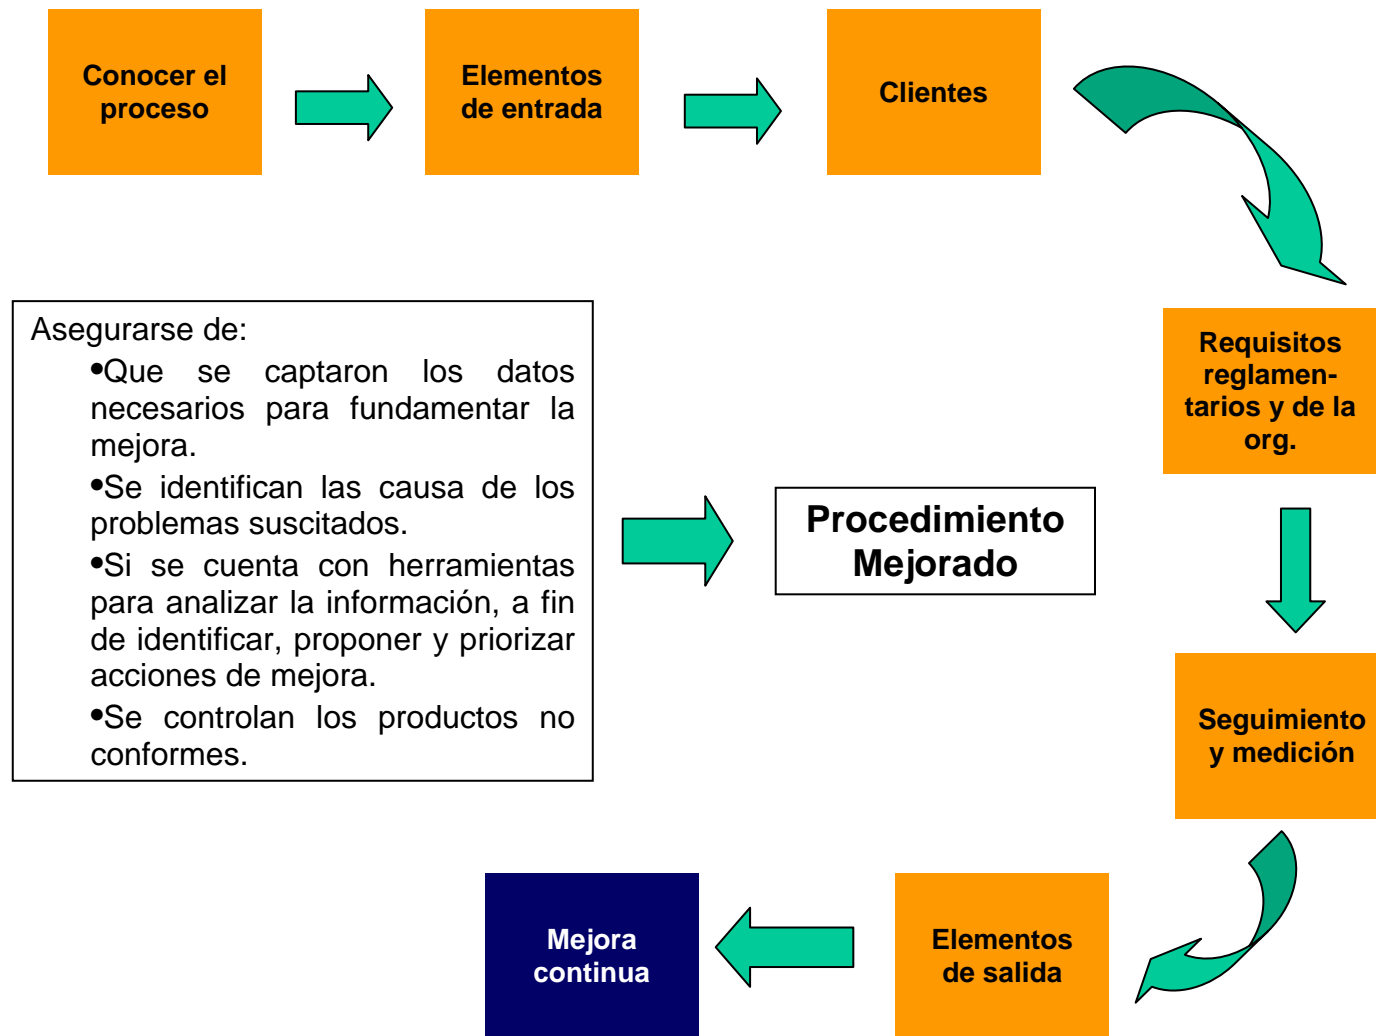 Conocer el
proceso
Elementos
de entrada
Clientes
Requisitos
reglamen-
tarios y de la
org.
Asegurarse de:
•Que se captaron los datos
necesarios para fundamentar la
mejora.
•Se identifican las causa de los
problemas suscitados.
•Si se cuenta con herramientas
para analizar la información, a fin
de identificar, proponer y priorizar
acciones de mejora.
•Se controlan los productos no
conformes.
Procedimiento
Mejorado
Seguimiento
y medición
Elementos
de salida
Mejora
continua